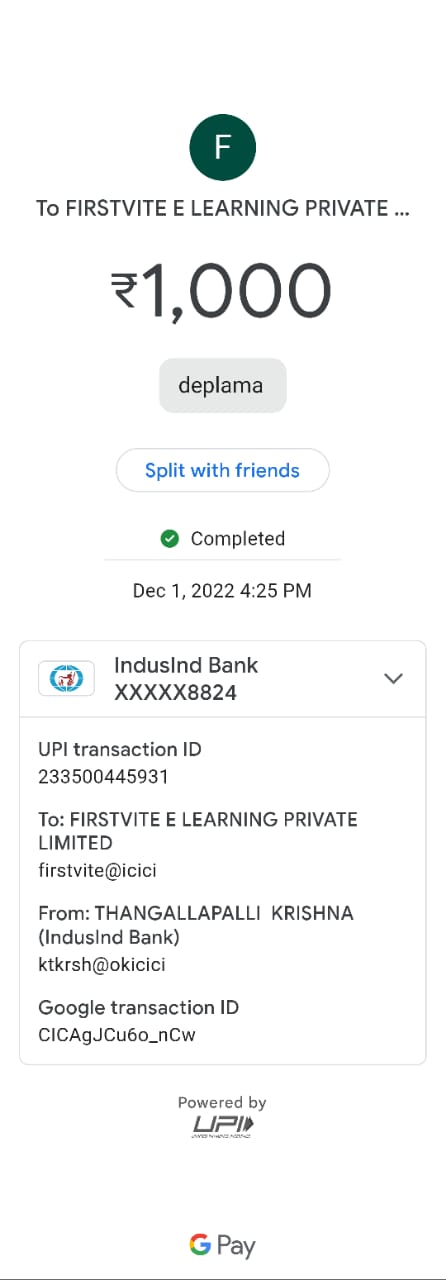 F
To FIRSTVITE E LEARNING PRIVATE ...
₹1,000
deplama
Split with friends
Completed
Dec 1, 2022 4:25 PM
IndusInd Bank
XXXXX8824
UPI transaction ID
233500445931
To: FIRSTVITE E LEARNING PRIVATE
LIMITED
firstvite@icici
From: THANGALLAPALLI  KRISHNA
(IndusInd Bank)
ktkrsh@okicici
Google transaction ID
CICAgJCu6o_nCw
Powered by
UPI
G Pay